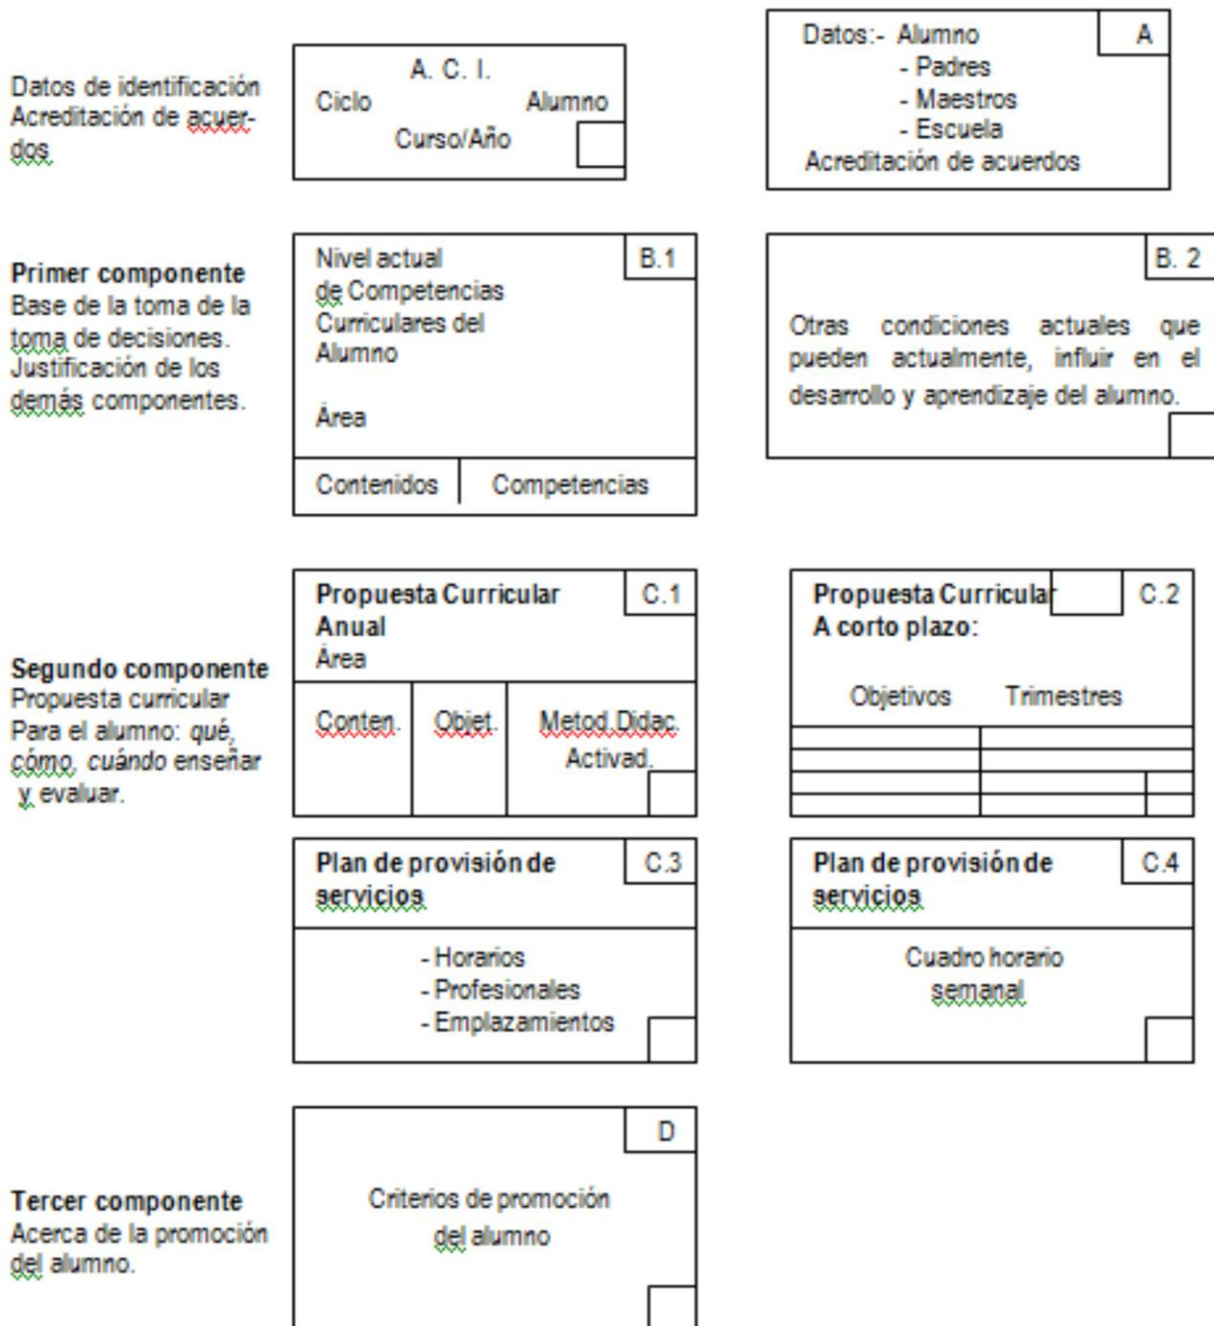 Datos de identificación
Acreditación de acuer-
dos
A. C. I.
Ciclo Alumno
Curso/Año
Datos:- Alumno A
- Padres
- Maestros
- Escuela
Acreditación de acuerdos
Primer componente
Base de la toma de la
toma de decisiones.
Justificación de los
demás componentes.
Nivel actual B.1
de Competencias
Curriculares del
Alumno
Área
Contenidos Competencias
B. 2
Otras condiciones actuales que
pueden actualmente, influir en el
desarrollo y aprendizaje del alumno.
Segundo componente
Propuesta curricular
Para el alumno: qué,
cómo, cuándo enseñar
y evaluar.
Propuesta Curricular C.1
Anual
Área
Conten. Objet. Metod.Didac.
Activad.
Propuesta Curricular C.2
A corto plazo:
Objetivos Trimestres
Plan de provisión de C.3
servicios
- Horarios
- Profesionales
- Emplazamientos
Plan de provisión de C.4
servicios
Cuadro horario
semanal
Tercer componente
Acerca de la promoción
del alumno.
D
Criterios de promoción
del alumno